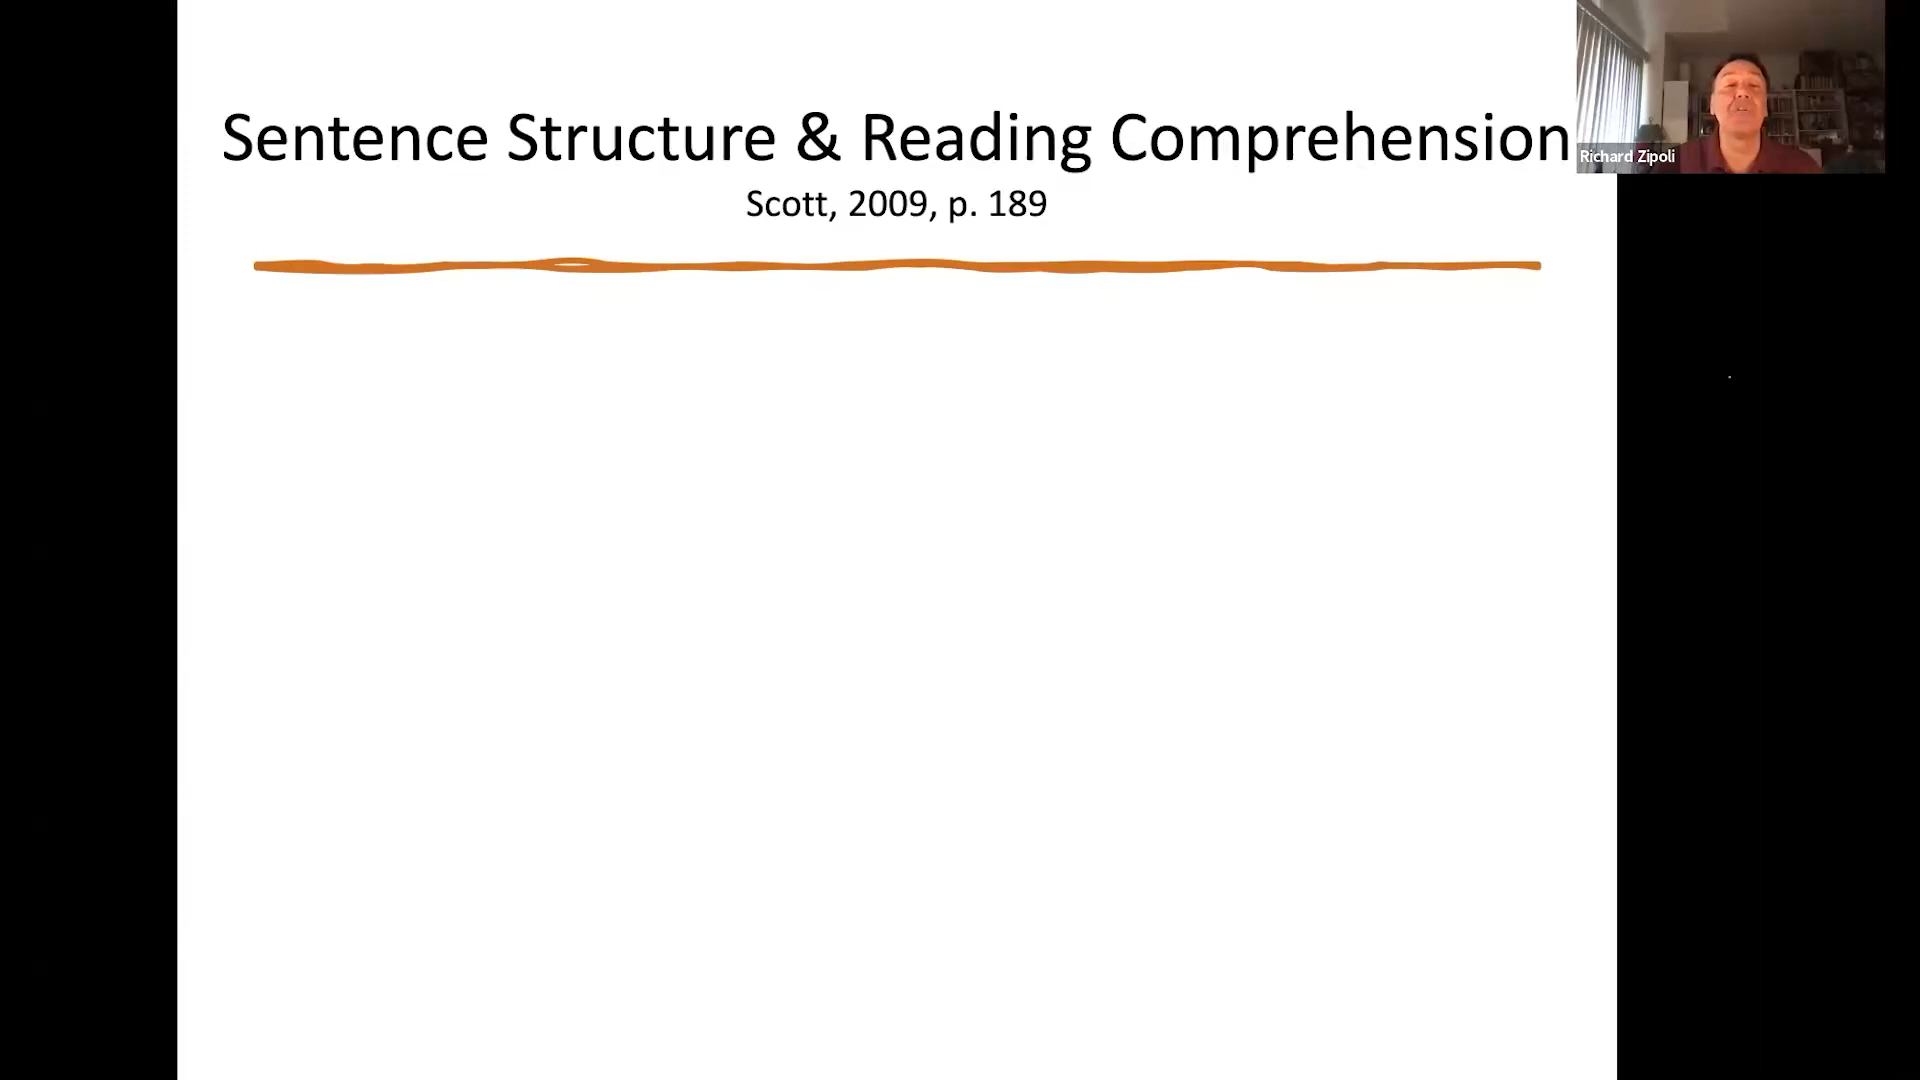 Sentence Structure & Reading Comprehension
Scott, 2009, p. 189
Richard Zipoli